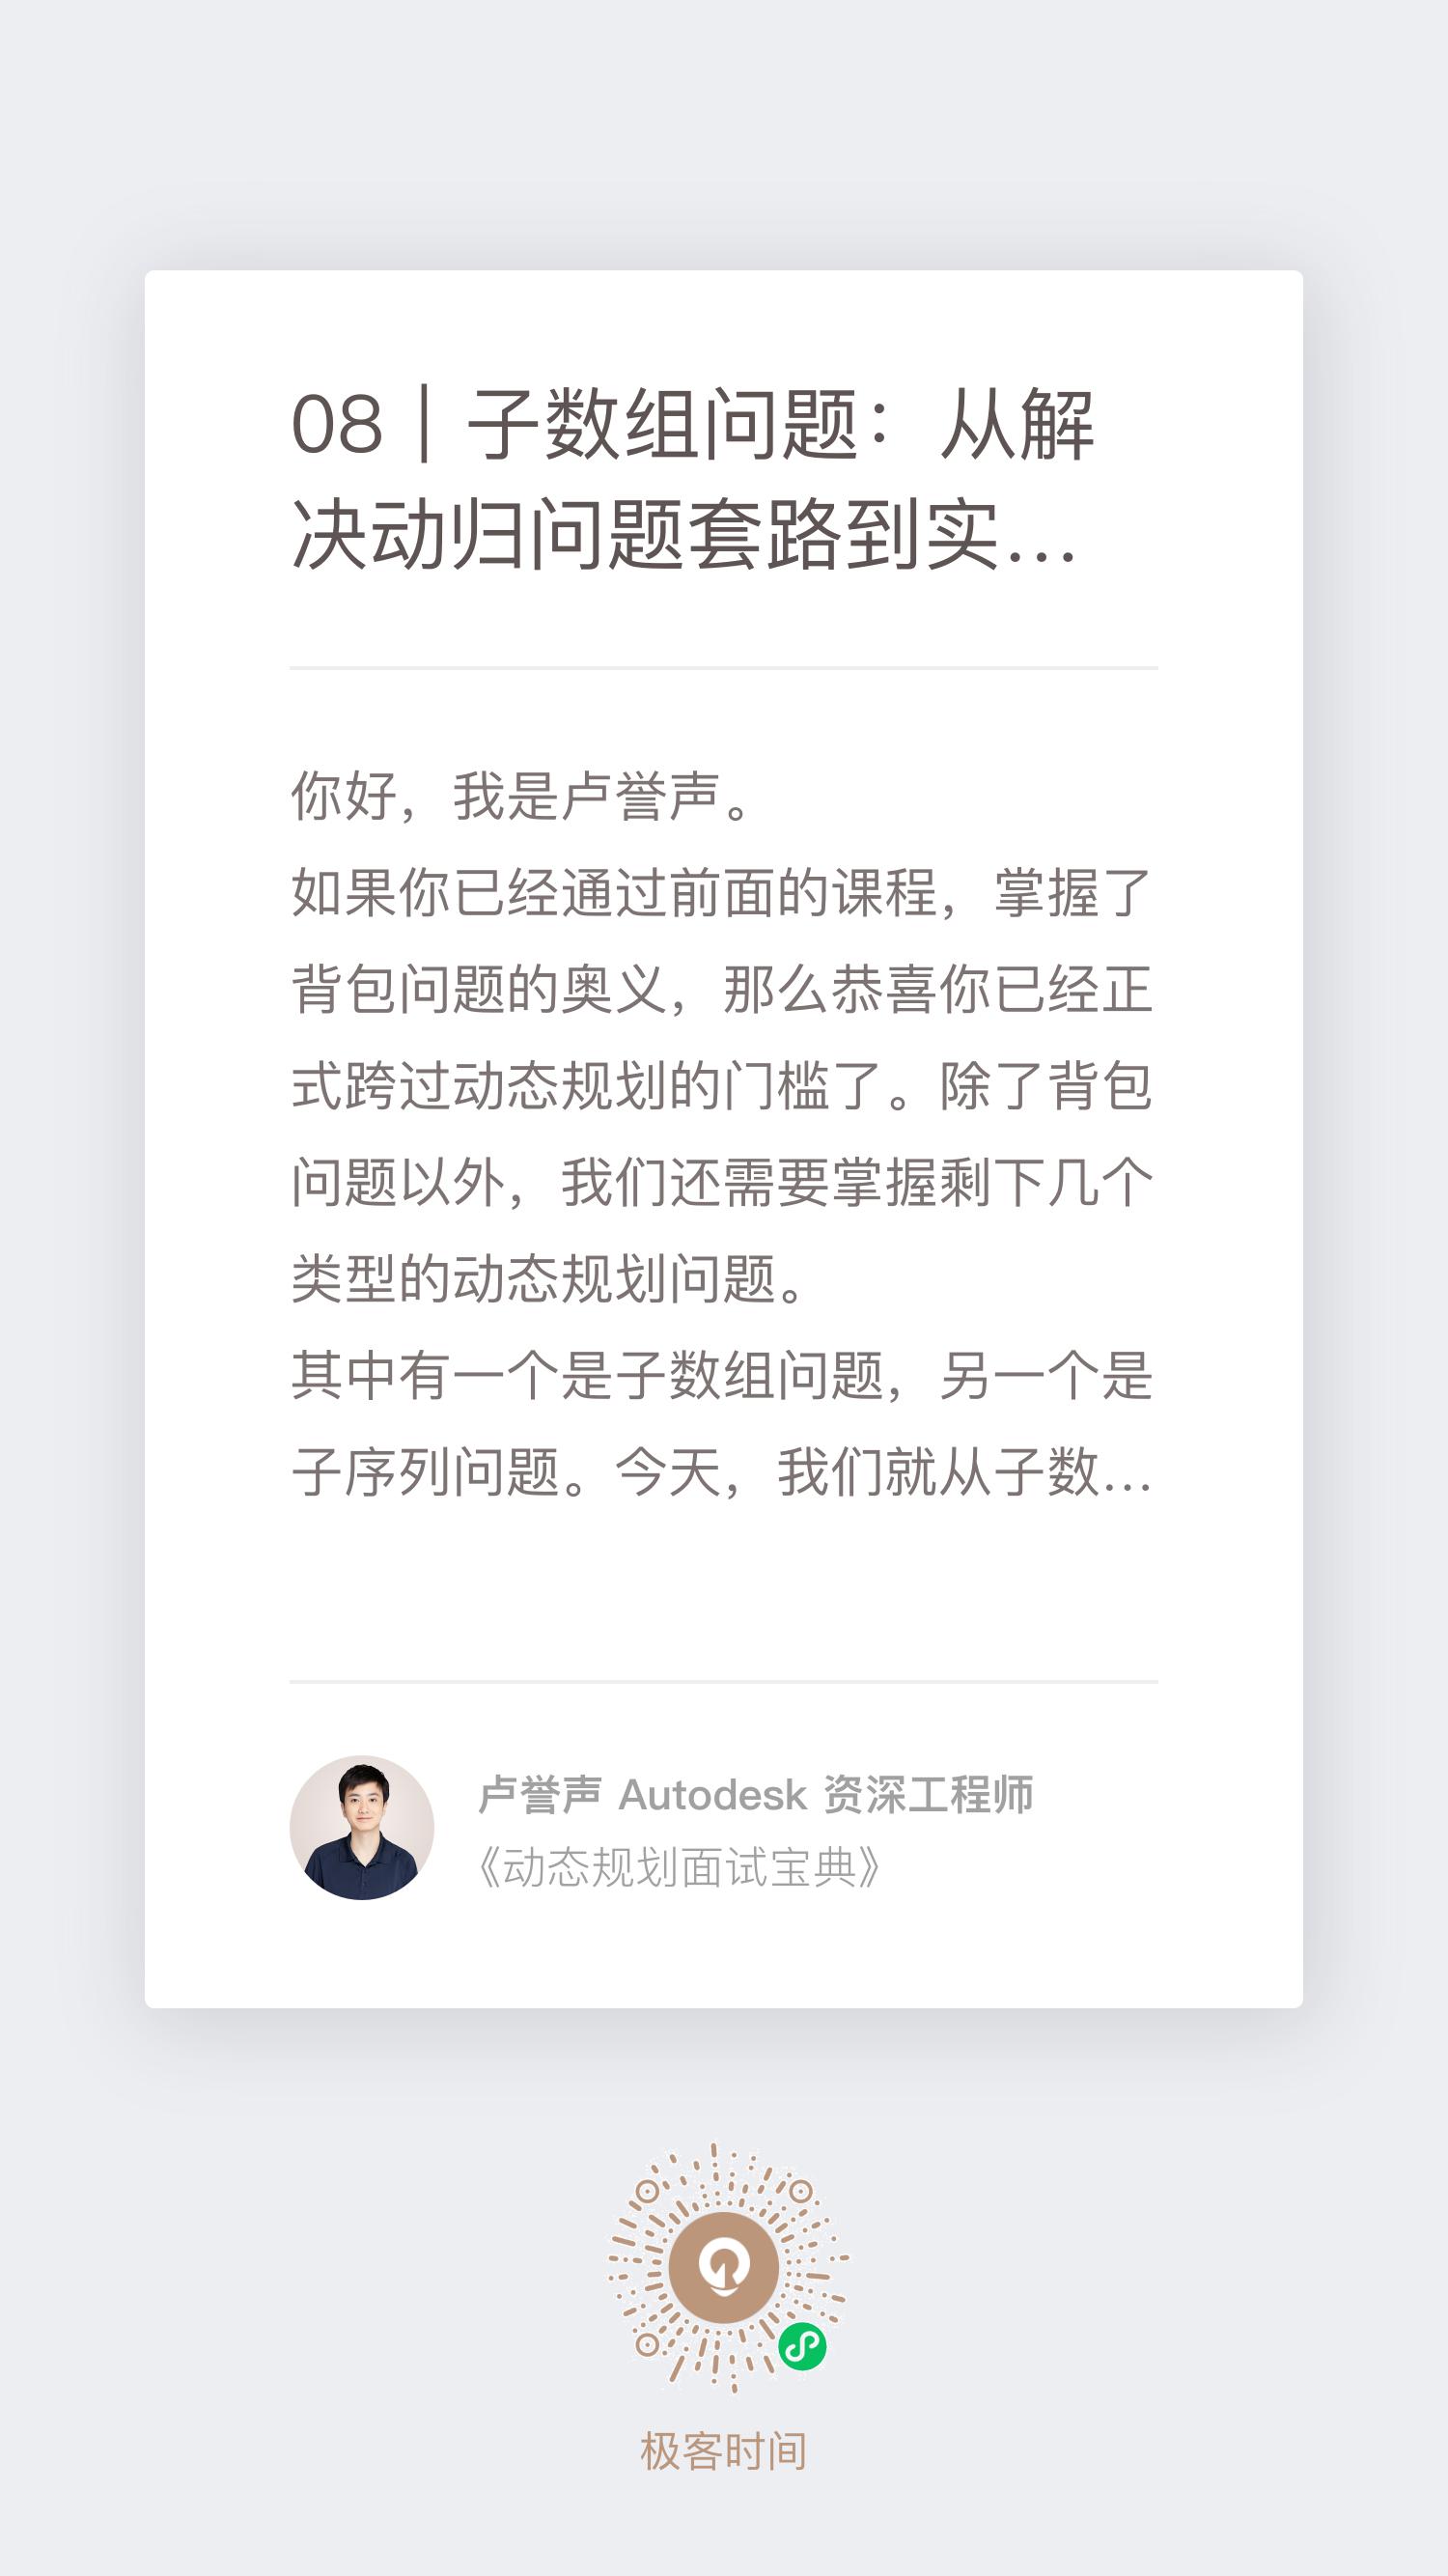 08｜子数组问题：从解
决动归问题套路到实…
你好，我是卢誉声。
如果你已经通过前面的课程，掌握了
背包问题的奥义，那么恭喜你已经正
式跨过动态规划的门槛了。除了背包
问题以外，我们还需要掌握剩下几个
类型的动态规划问题。
其中有一个是子数组问题，另一个是
子序列问题。今天，我们就从子数…
卢誉声 Autodesk 资深工程师
《动态规划面试宝典》
极客时间